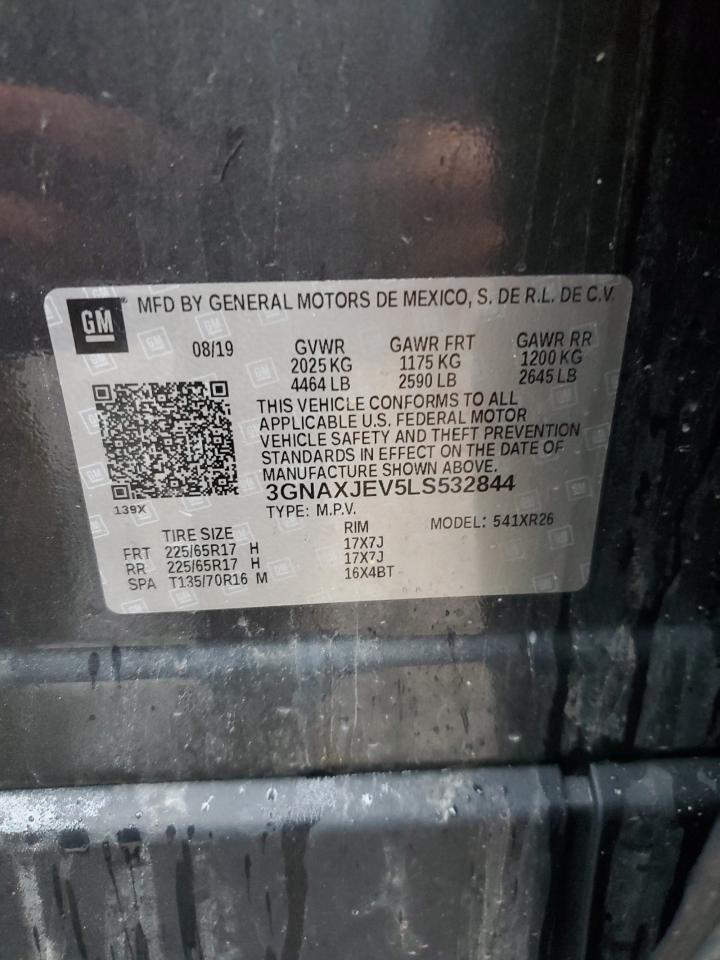 GM ® MFD BY GENERAL MOTORS DE MEXICO, S. DE R.L. DE C.V.
08/19 GVWR GAWR FRT GAWR RR
2025 KG 1175 KG 1200 KG
4464 LB 2590 LB 2645 LB
THIS VEHICLE CONFORMS TO ALL
APPLICABLE U.S. FEDERAL MOTOR
VEHICLE SAFETY AND THEFT PREVENTION
STANDARDS IN EFFECT ON THE DATE OF
MANUFACTURE SHOWN ABOVE.
3GNAXJEV5LS532844
139X TYPE: M.P.V. MODEL: 541XR26
TIRE SIZE RIM
FRT 225/65R17 H 17X7J
RR 225/65R17 H 17X7J
SPA T135/70R16 M 16X4BT